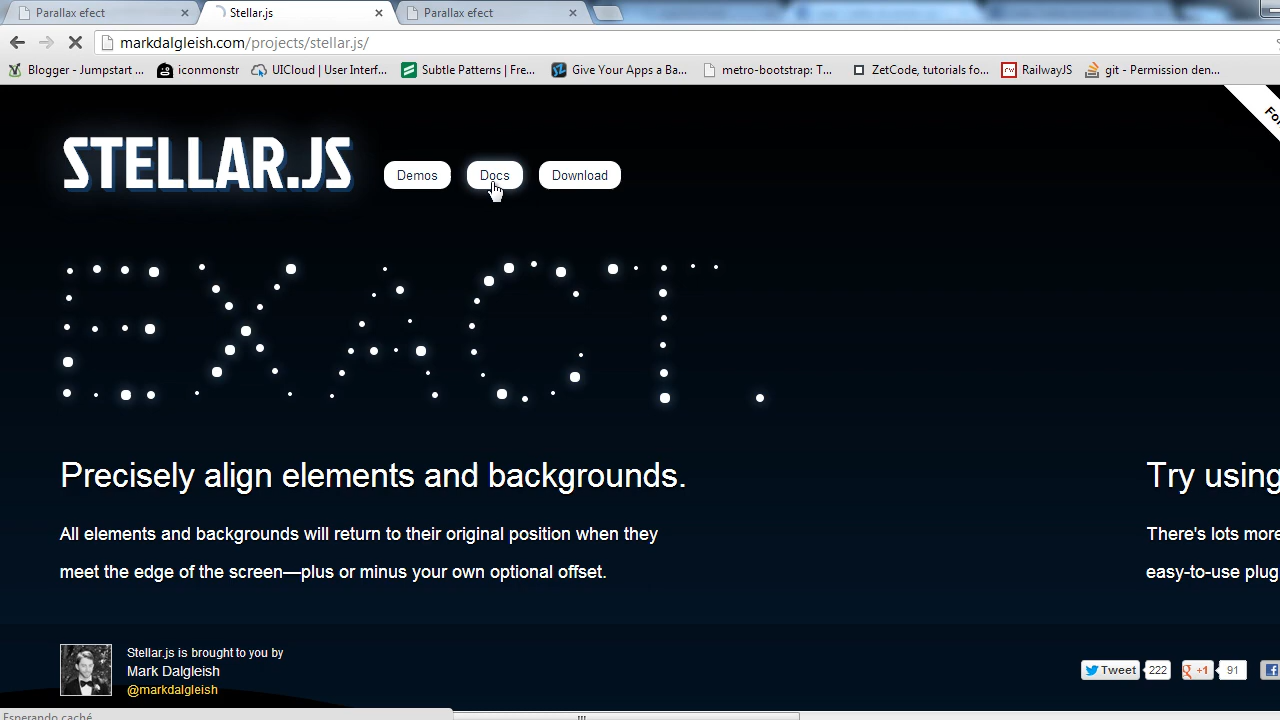 Parallax efect
Stellar.js
Parallax efect
markdalgleish.com/projects/stellar.js/
Blogger - Jumpstart ...
iconmonstr
UICloud | User Interf...
Subtle Patterns | Fre...
Give Your Apps a Ba...
metro-bootstrap: T...
ZetCode, tutorials fo...
RailwayJS
git - Permission den...
Fo
STELLAR.JS
Demos
Docs
Download
EXACT.
Precisely align elements and backgrounds.
All elements and backgrounds will return to their original position when they
meet the edge of the screen—plus or minus your own optional offset.
Try using
There's lots more
easy-to-use plug
Stellar.js is brought to you by
Mark Dalgleish
@markdalgleish
Tweet 222
+1 91
Esperando caché